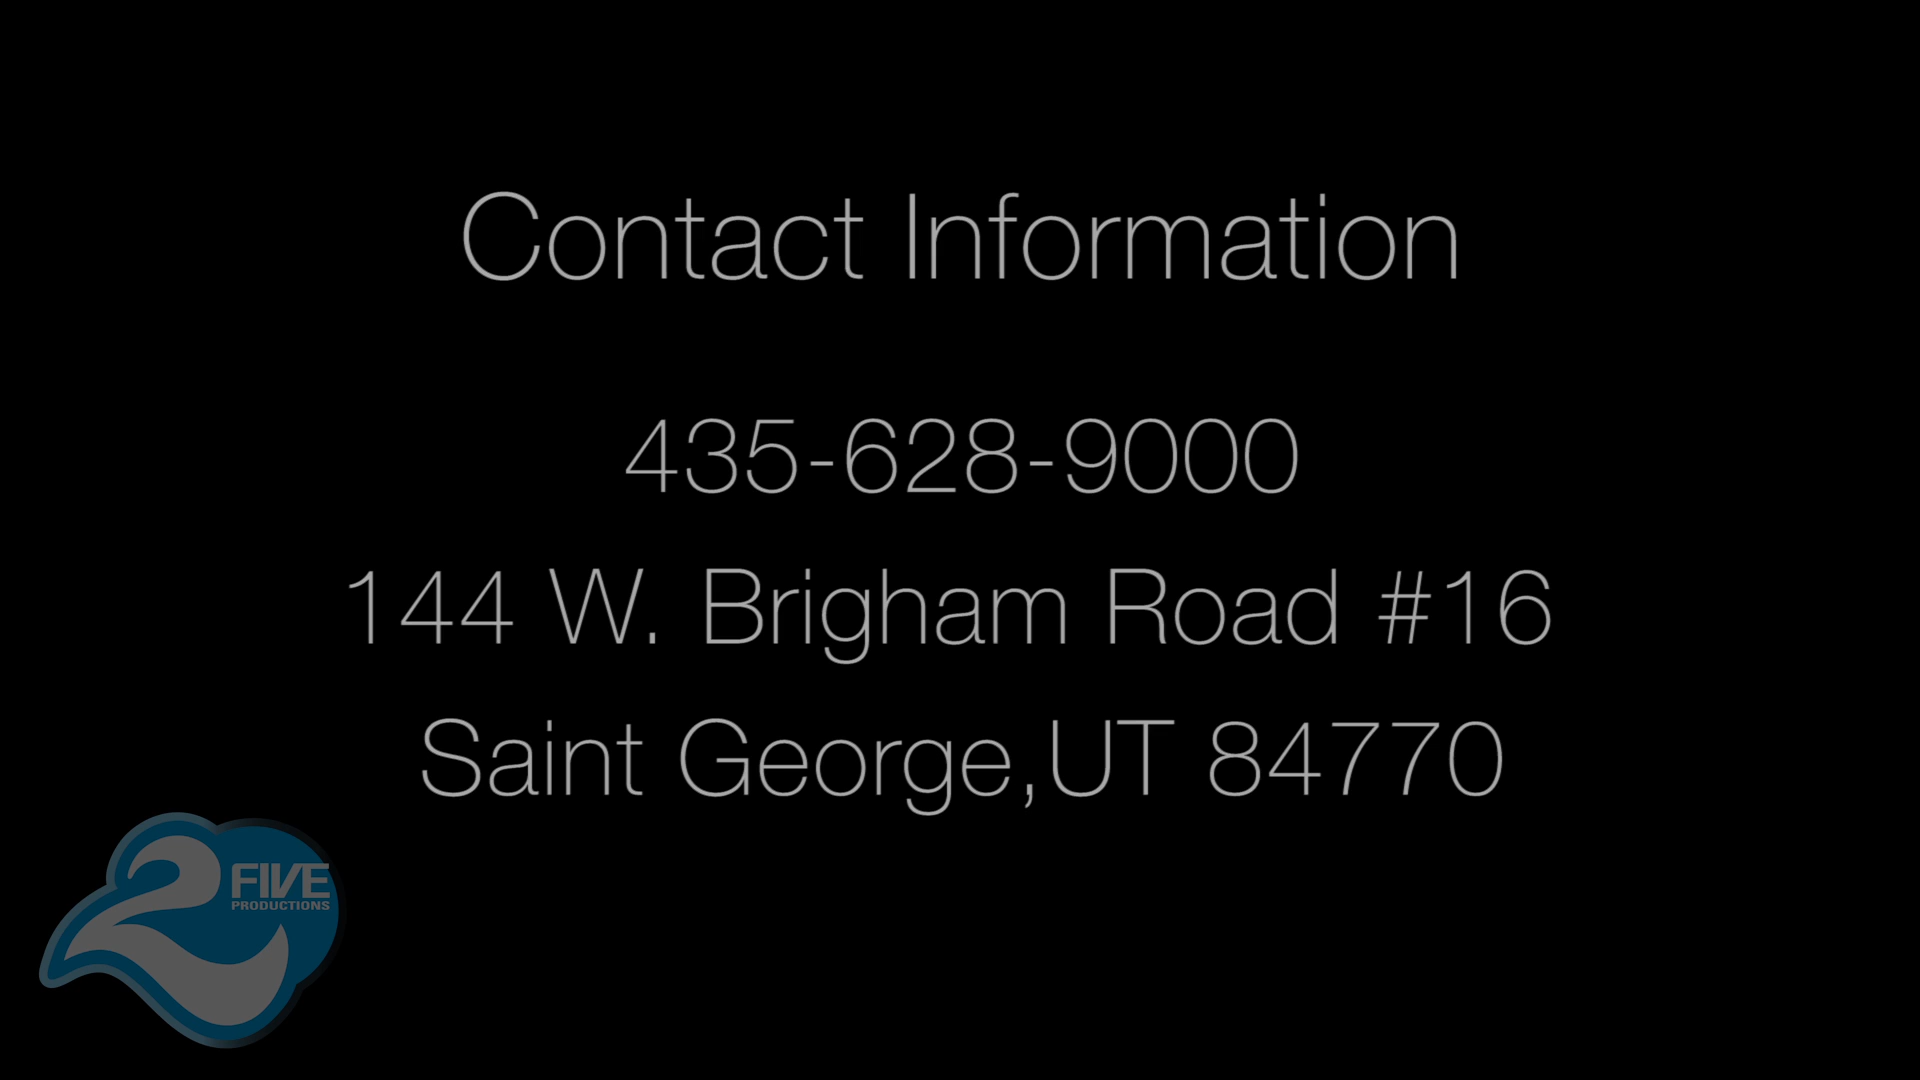 Contact Information
435-628-9000
144 W. Brigham Road #16
Saint George,UT 84770
2 FIVE
PRODUCTIONS